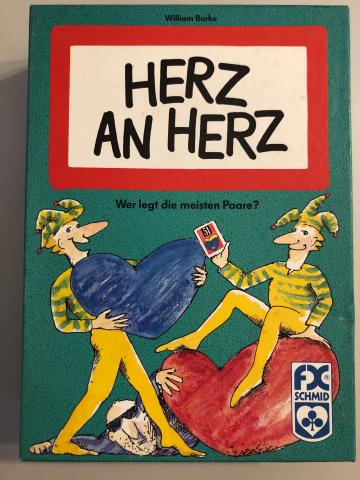 William Burke
HERZ
AN HERZ
Wer legt die meisten Paare?
51
FX®
SCHMID